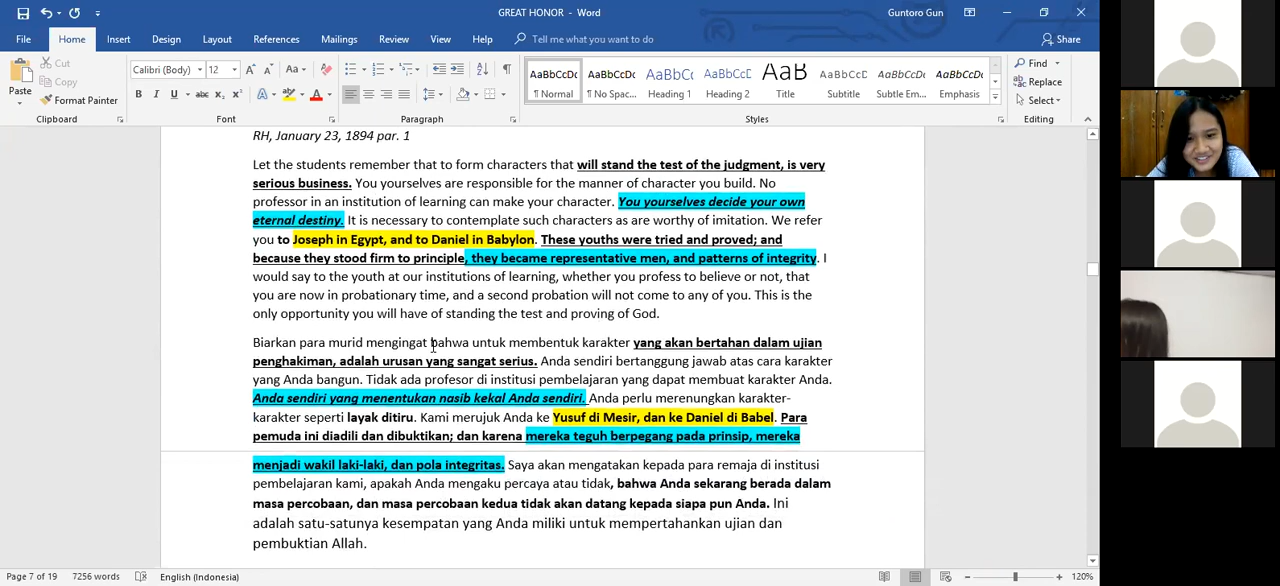 GREAT HONOR - Word
Guntoro Gun
File Home Insert Design Layout References Mailings Review View Help Tell me what you want to do Share
Paste
Cut
Copy
Format Painter
Clipboard
Calibri (Body) 12
Font
Paragraph
AaBbCcDc AaBbCcDc AaBbCc AaBbCcD AaB AaBbCcD AaBbCcDc AaBbCcDc
¶ Normal ¶ No Spac... Heading 1 Heading 2 Title Subtitle Subtle Em... Emphasis
Styles
Find
Replace
Select
Editing
RH, January 23, 1894 par. 1
Let the students remember that to form characters that will stand the test of the judgment, is very
serious business. You yourselves are responsible for the manner of character you build. No
professor in an institution of learning can make your character. You yourselves decide your own
eternal destiny. It is necessary to contemplate such characters as are worthy of imitation. We refer
you to Joseph in Egypt, and to Daniel in Babylon. These youths were tried and proved; and
because they stood firm to principle, they became representative men, and patterns of integrity. I
would say to the youth at our institutions of learning, whether you profess to believe or not, that
you are now in probationary time, and a second probation will not come to any of you. This is the
only opportunity you will have of standing the test and proving of God.
Biarkan para murid mengingat bahwa untuk membentuk karakter yang akan bertahan dalam ujian
penghakiman, adalah urusan yang sangat serius. Anda sendiri bertanggung jawab atas cara karakter
yang Anda bangun. Tidak ada profesor di institusi pembelajaran yang dapat membuat karakter Anda.
Anda sendiri yang menentukan nasib kekal Anda sendiri. Anda perlu merenungkan karakter-
karakter seperti layak ditiru. Kami merujuk Anda ke Yusuf di Mesir, dan ke Daniel di Babel. Para
pemuda ini diadili dan dibuktikan; dan karena mereka teguh berpegang pada prinsip, mereka
menjadi wakil laki-laki, dan pola integritas. Saya akan mengatakan kepada para remaja di institusi
pembelajaran kami, apakah Anda mengaku percaya atau tidak, bahwa Anda sekarang berada dalam
masa percobaan, dan masa percobaan kedua tidak akan datang kepada siapa pun Anda. Ini
adalah satu-satunya kesempatan yang Anda miliki untuk mempertahankan ujian dan
pembuktian Allah.
Page 7 of 19 7256 words English (Indonesia) 120%